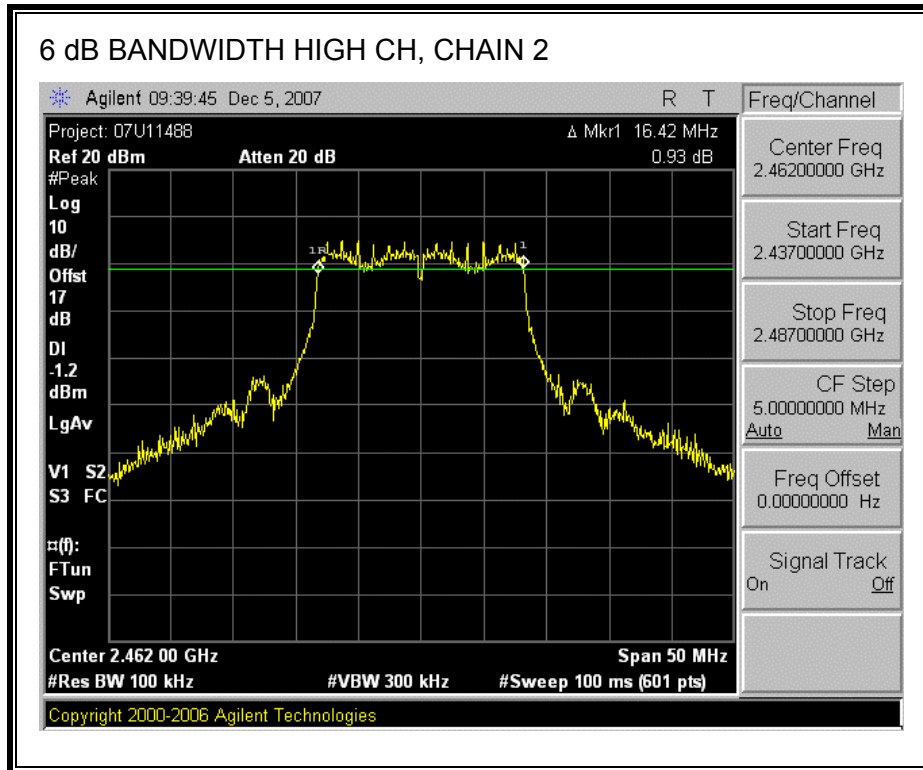 6 dB BANDWIDTH HIGH CH, CHAIN 2
Agilent 09:39:45 Dec 5, 2007 R T
Project: 07U11488 Δ Mkr1 16.42 MHz
Ref 20 dBm Atten 20 dB 0.93 dB
#Peak
Log
10
dB/
Offst
17
dB
DI
-1.2
dBm
LgAv
V1 S2
S3 FC
¤(f):
FTun
Swp
1R
1
Center 2.462 00 GHz Span 50 MHz
#Res BW 100 kHz #VBW 300 kHz #Sweep 100 ms (601 pts)
Copyright 2000-2006 Agilent Technologies
Freq/Channel
Center Freq
2.46200000 GHz
Start Freq
2.43700000 GHz
Stop Freq
2.48700000 GHz
CF Step
5.00000000 MHz
Auto Man
Freq Offset
0.00000000 Hz
Signal Track
On Off